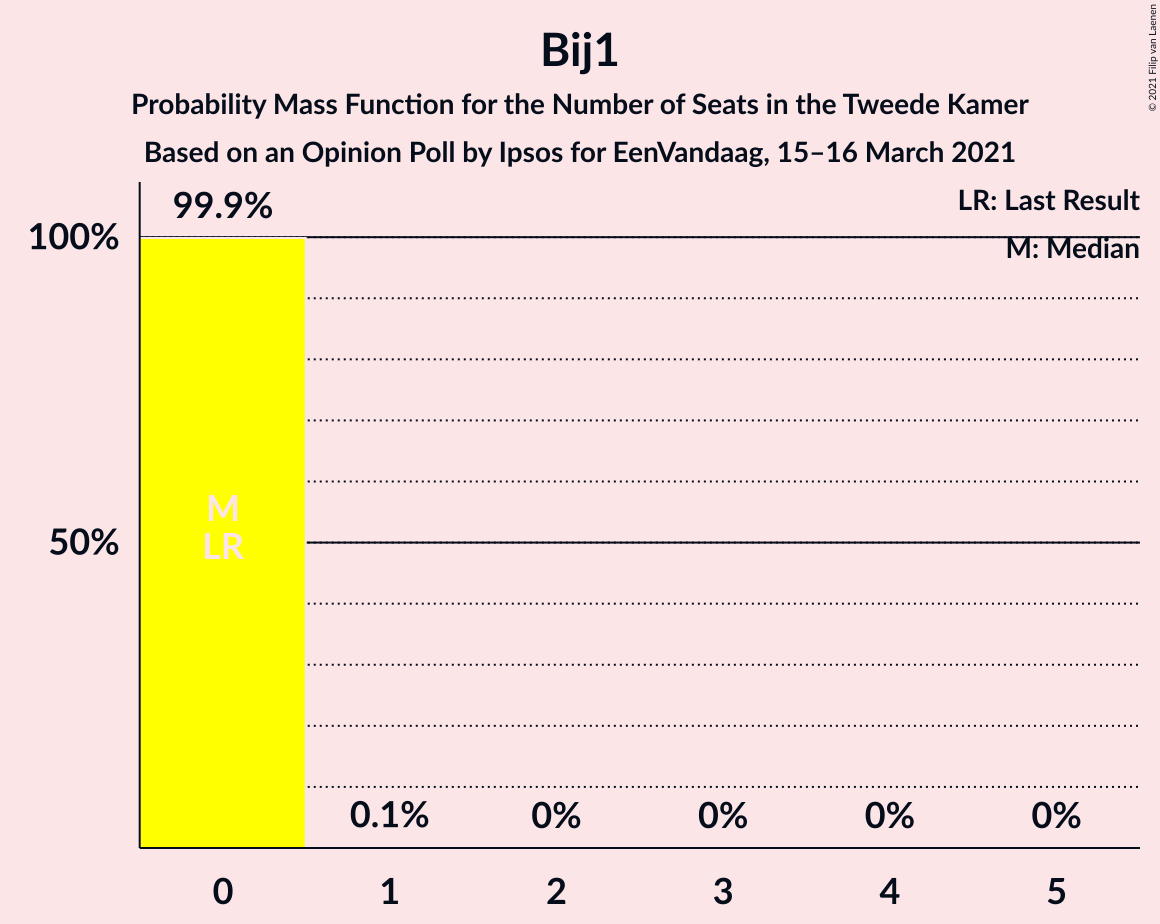 Bij1
Probability Mass Function for the Number of Seats in the Tweede Kamer
Based on an Opinion Poll by Ipsos for EenVandaag, 15–16 March 2021
© 2021 Filip van Laenen
LR: Last Result
M: Median
99.9%
100%
M
LR
50%
0.1%
0%
0%
0%
0%
0
1
2
3
4
5